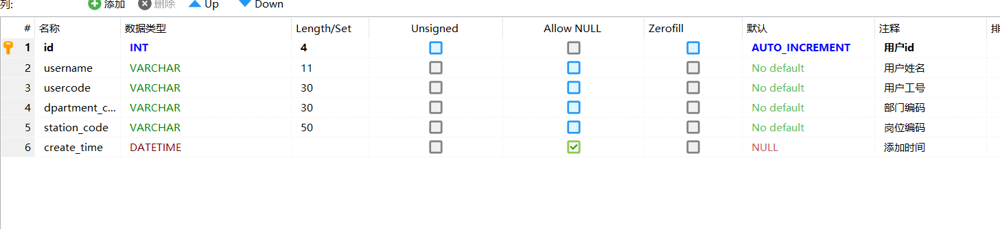 列: 添加 删除 Up Down
# 名称 数据类型 Length/Set Unsigned Allow NULL Zerofill 默认 注释 排
1 id INT 4 AUTO_INCREMENT 用户id
2 username VARCHAR 11 No default 用户姓名
3 usercode VARCHAR 30 No default 用户工号
4 dpartment_c... VARCHAR 30 No default 部门编码
5 station_code VARCHAR 50 No default 岗位编码
6 create_time DATETIME NULL 添加时间